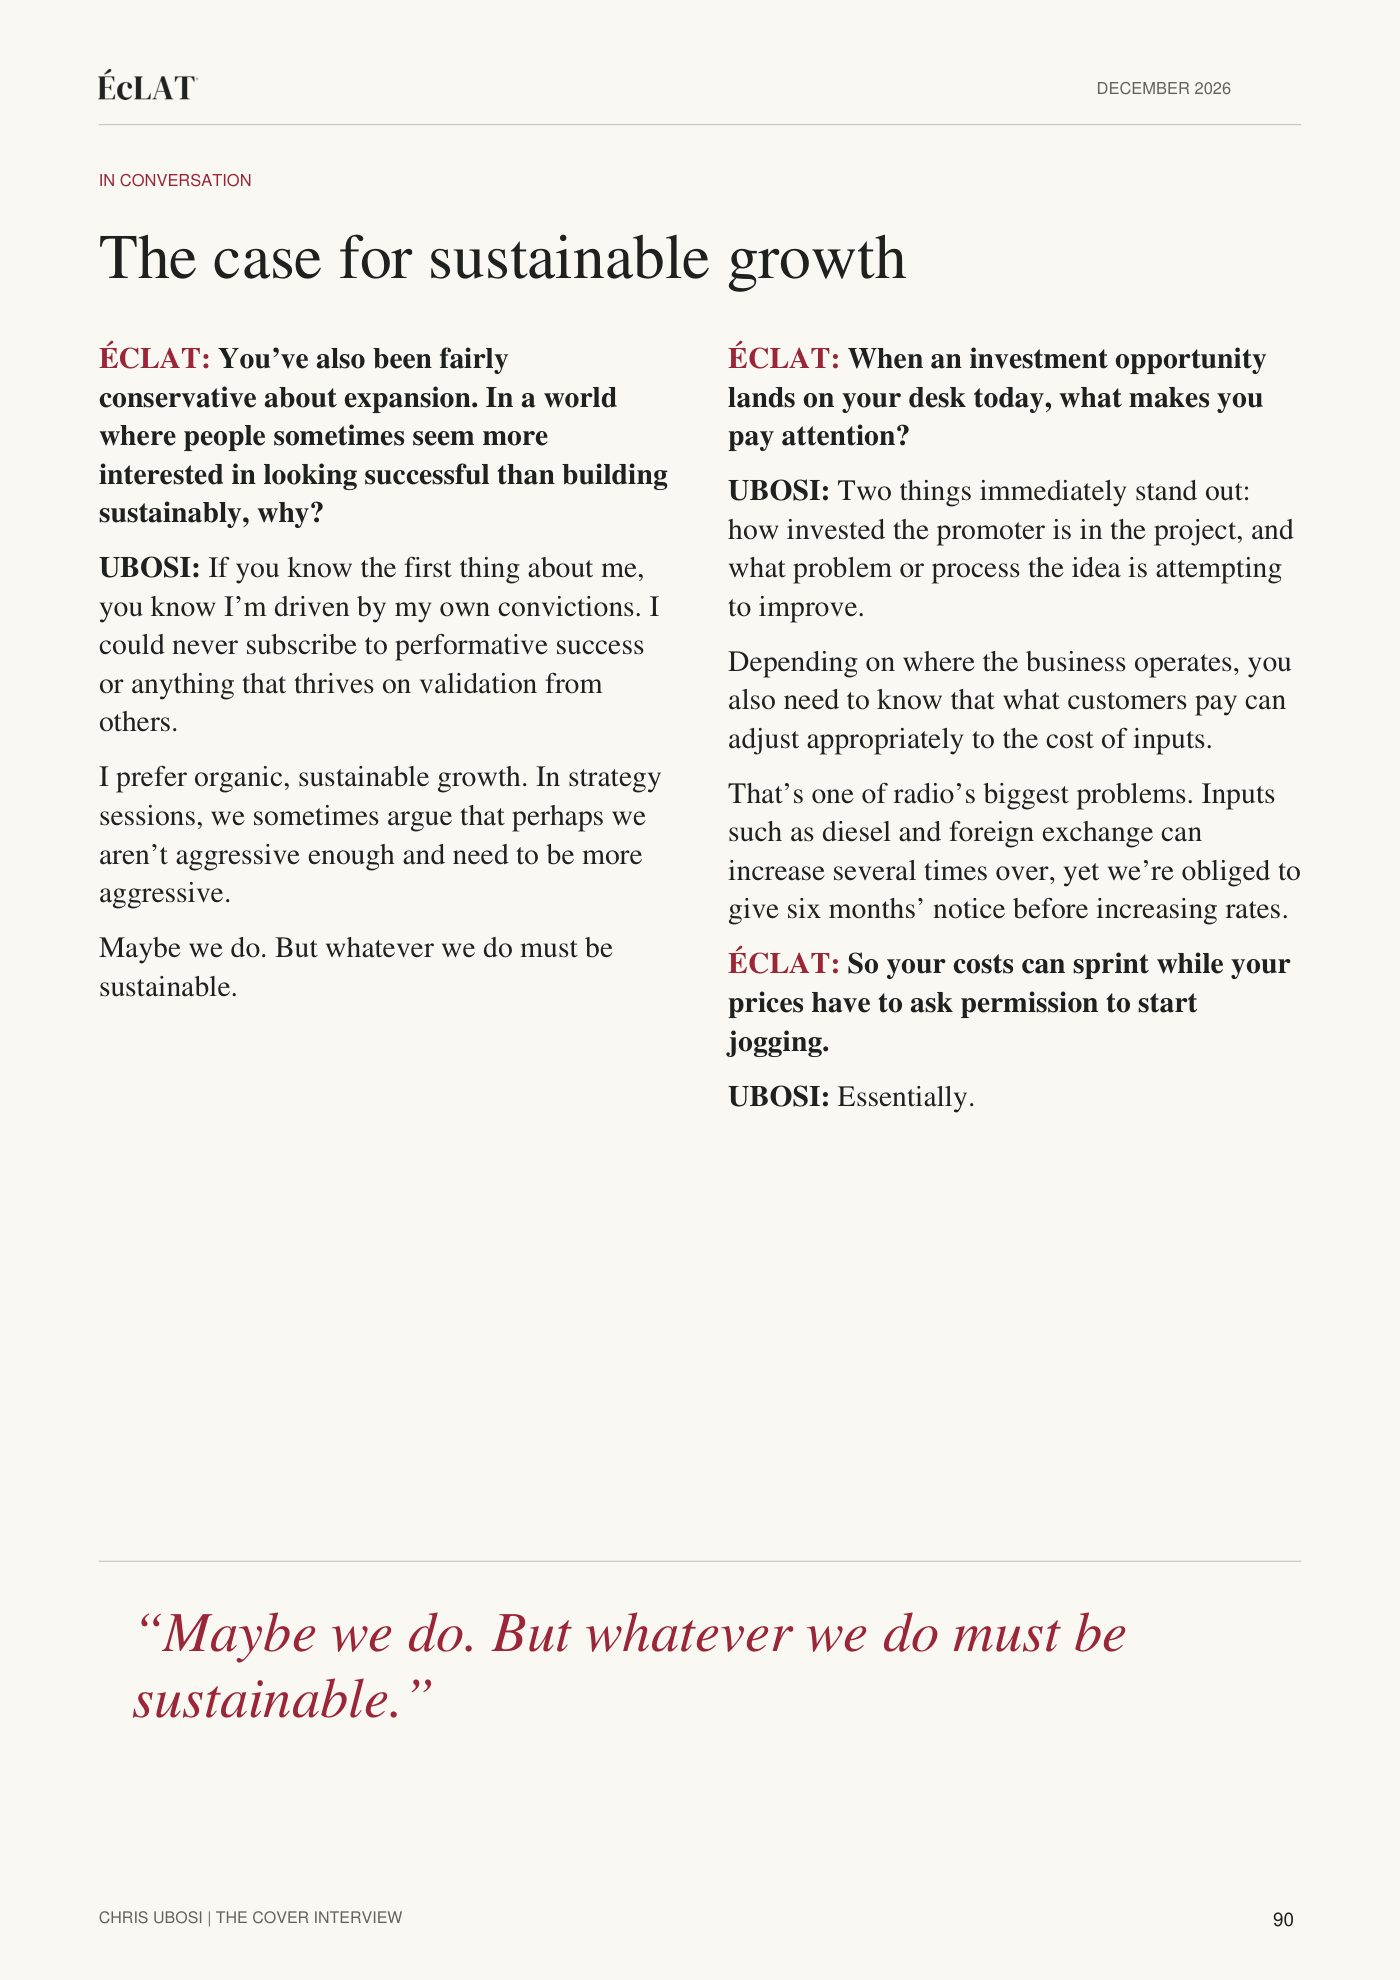 ÉcLAT
DECEMBER 2026
IN CONVERSATION
The case for sustainable growth
ÉCLAT: You’ve also been fairly
conservative about expansion. In a world
where people sometimes seem more
interested in looking successful than building
sustainably, why?
UBOSI: If you know the first thing about me,
you know I’m driven by my own convictions. I
could never subscribe to performative success
or anything that thrives on validation from
others.
I prefer organic, sustainable growth. In strategy
sessions, we sometimes argue that perhaps we
aren’t aggressive enough and need to be more
aggressive.
Maybe we do. But whatever we do must be
sustainable.
ÉCLAT: When an investment opportunity
lands on your desk today, what makes you
pay attention?
UBOSI: Two things immediately stand out:
how invested the promoter is in the project, and
what problem or process the idea is attempting
to improve.
Depending on where the business operates, you
also need to know that what customers pay can
adjust appropriately to the cost of inputs.
That’s one of radio’s biggest problems. Inputs
such as diesel and foreign exchange can
increase several times over, yet we’re obliged to
give six months’ notice before increasing rates.
ÉCLAT: So your costs can sprint while your
prices have to ask permission to start
jogging.
UBOSI: Essentially.
“Maybe we do. But whatever we do must be
sustainable.”
CHRIS UBOSI | THE COVER INTERVIEW
90